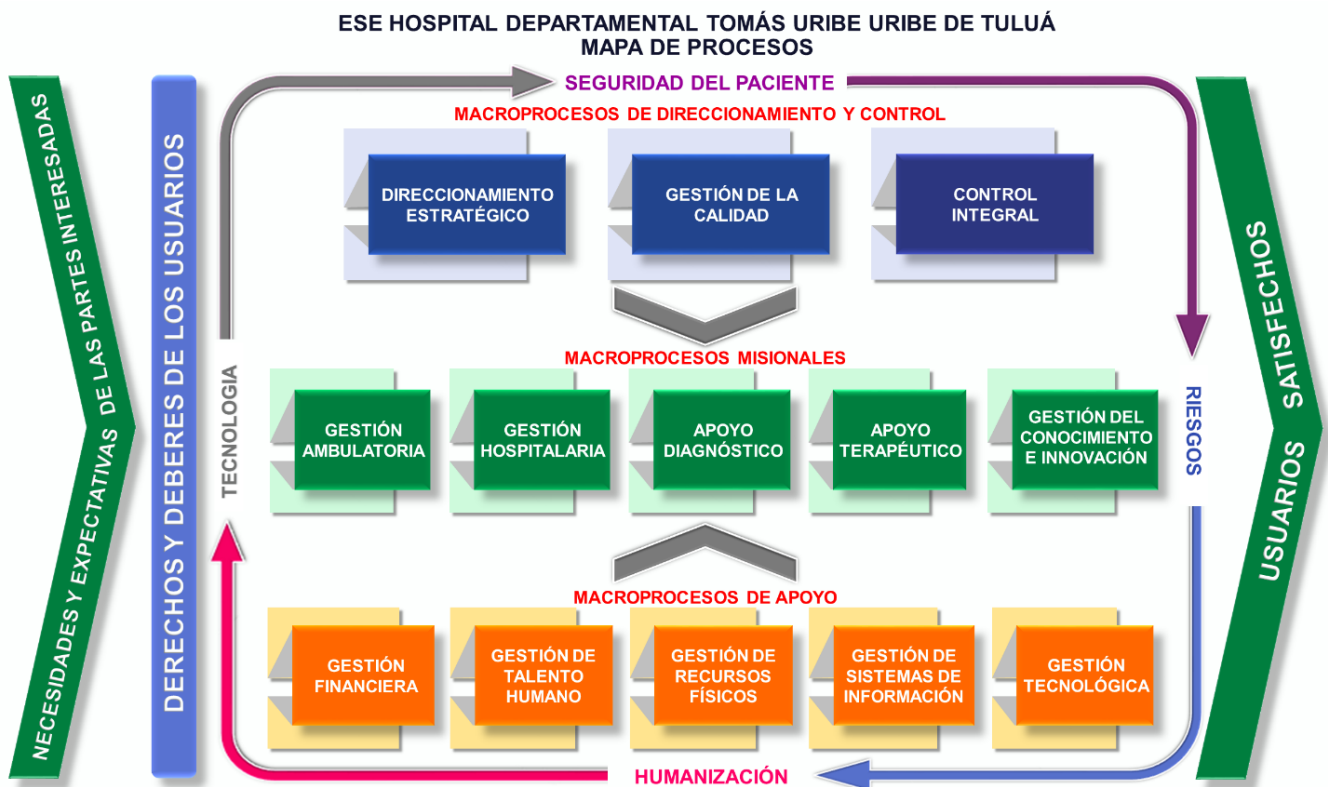 ESE HOSPITAL DEPARTAMENTAL TOMÁS URIBE URIBE DE TULUÁ
MAPA DE PROCESOS
NECESIDADES Y EXPECTATIVAS DE LAS PARTES INTERESADAS
DERECHOS Y DEBERES DE LOS USUARIOS
TECNOLOGIA
SEGURIDAD DEL PACIENTE
MACROPROCESOS DE DIRECCIONAMIENTO Y CONTROL
DIRECCIONAMIENTO
ESTRATÉGICO
GESTIÓN DE LA
CALIDAD
CONTROL
INTEGRAL
MACROPROCESOS MISIONALES
GESTIÓN
AMBULATORIA
GESTIÓN
HOSPITALARIA
APOYO
DIAGNÓSTICO
APOYO
TERAPÉUTICO
GESTIÓN DEL
CONOCIMIENTO
E INNOVACIÓN
MACROPROCESOS DE APOYO
GESTIÓN
FINANCIERA
GESTIÓN DE
TALENTO
HUMANO
GESTIÓN DE
RECURSOS
FÍSICOS
GESTIÓN DE
SISTEMAS DE
INFORMACIÓN
GESTIÓN
TECNOLÓGICA
HUMANIZACIÓN
RIESGOS
USUARIOS SATISFECHOS